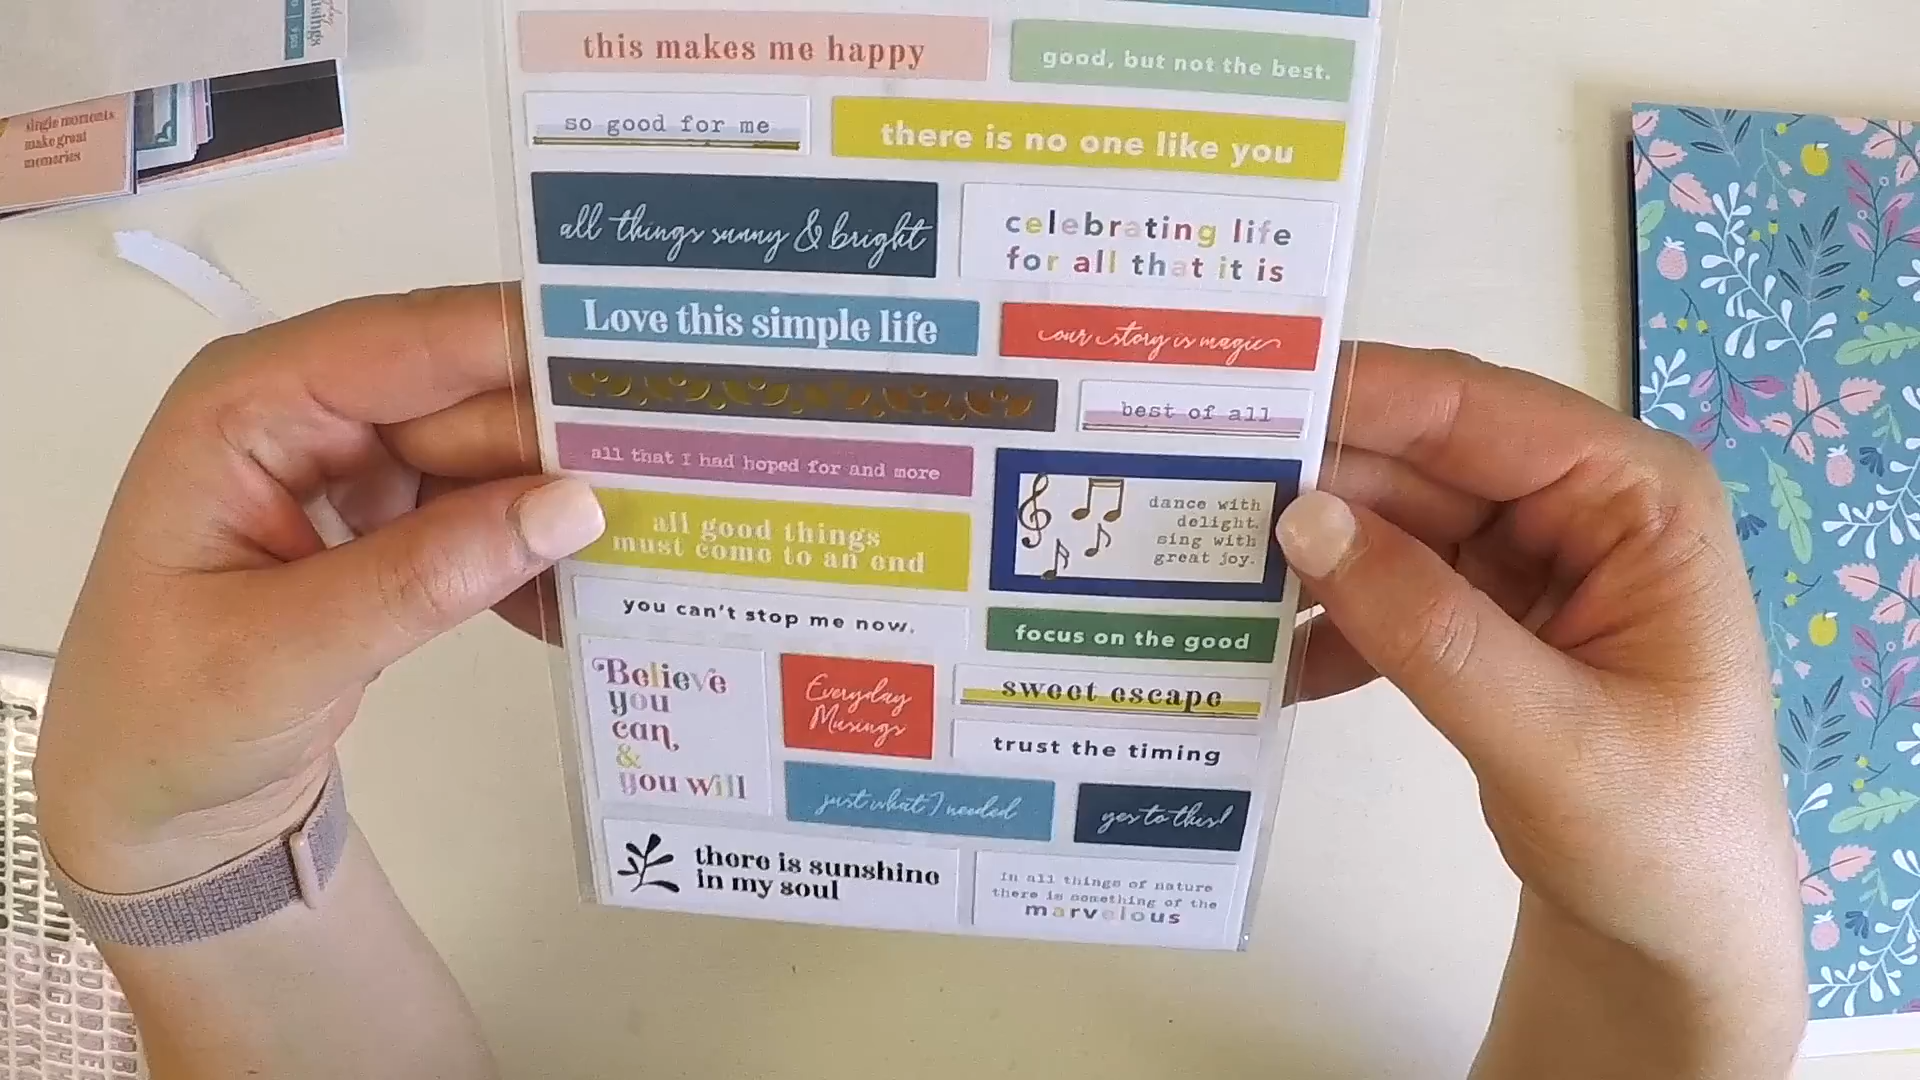 this makes me happy
good, but not the best.
so good for me
there is no one like you
all things sunny & bright
celebrating life
for all that it is
Love this simple life
our story is magic
best of all
all that I had hoped for and more
all good things
must come to an end
dance with
delight.
sing with
great joy.
you can't stop me now.
focus on the good
Believe
you
can,
&
you will
Everyday
Musings
sweet escape
trust the timing
just what I needed
yes to this!
there is sunshine
in my soul
In all things of nature
there is something of the
marvelous
single moments
make great
memories